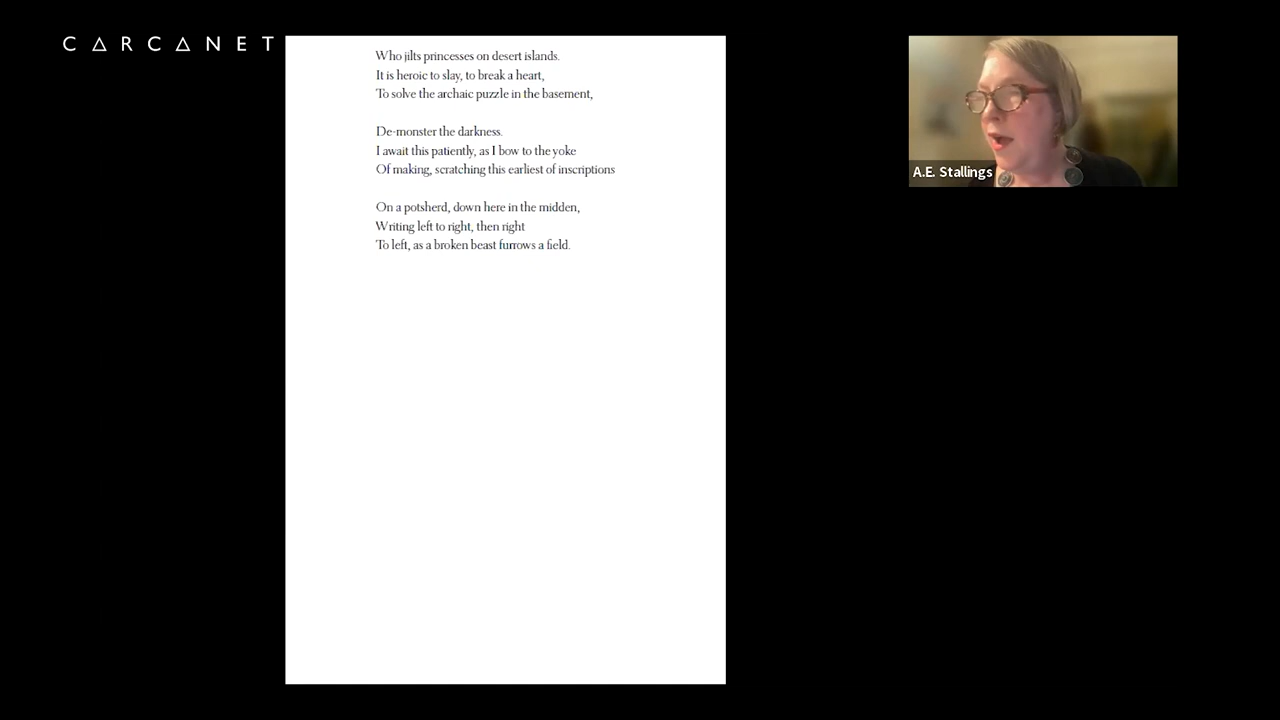 CARCANET
Who jilts princesses on desert islands.
It is heroic to slay, to break a heart,
To solve the archaic puzzle in the basement,
De-monster the darkness.
I await this patiently, as I bow to the yoke
Of making, scratching this earliest of inscriptions
On a potsherd, down here in the midden,
Writing left to right, then right
To left, as a broken beast furrows a field.
A.E. Stallings